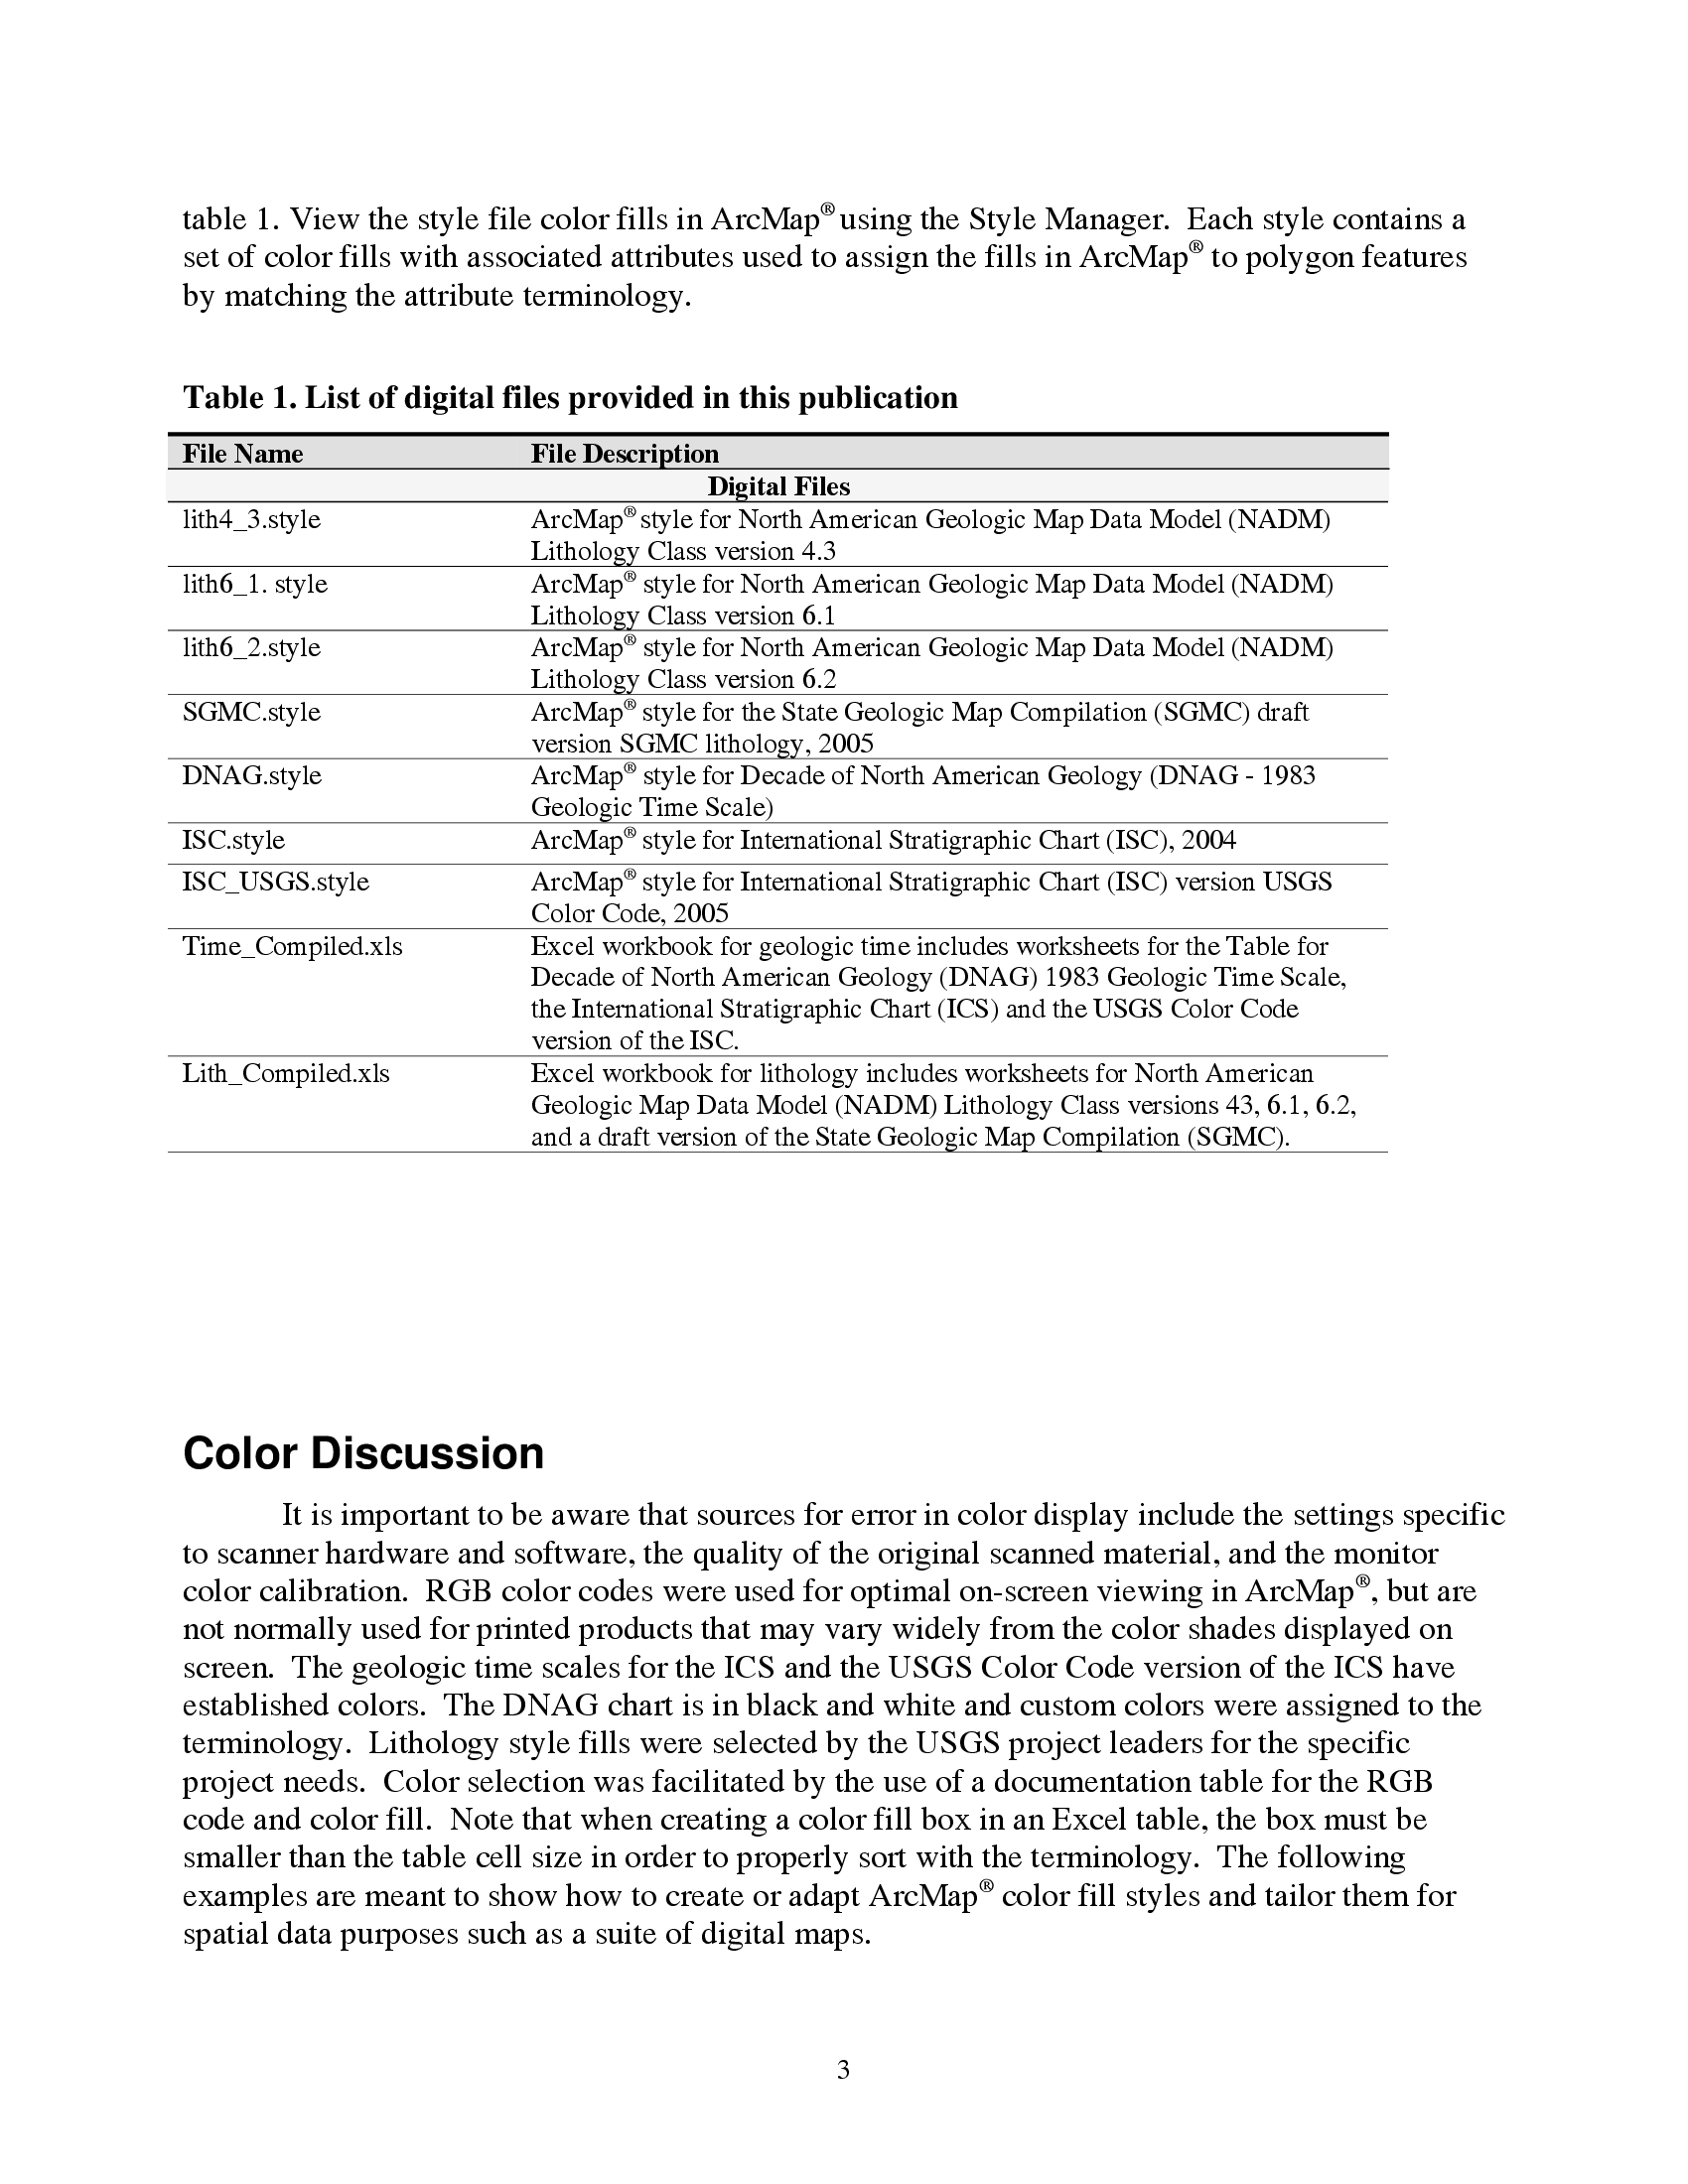 table 1. View the style file color fills in ArcMap® using the Style Manager.  Each style contains a
set of color fills with associated attributes used to assign the fills in ArcMap® to polygon features
by matching the attribute terminology.
Table 1. List of digital files provided in this publication
File Name File Description
Digital Files
lith4_3.style ArcMap® style for North American Geologic Map Data Model (NADM)
Lithology Class version 4.3
lith6_1. style ArcMap® style for North American Geologic Map Data Model (NADM)
Lithology Class version 6.1
lith6_2.style ArcMap® style for North American Geologic Map Data Model (NADM)
Lithology Class version 6.2
SGMC.style ArcMap® style for the State Geologic Map Compilation (SGMC) draft
version SGMC lithology, 2005
DNAG.style ArcMap® style for Decade of North American Geology (DNAG - 1983
Geologic Time Scale)
ISC.style ArcMap® style for International Stratigraphic Chart (ISC), 2004
ISC_USGS.style ArcMap® style for International Stratigraphic Chart (ISC) version USGS
Color Code, 2005
Time_Compiled.xls Excel workbook for geologic time includes worksheets for the Table for
Decade of North American Geology (DNAG) 1983 Geologic Time Scale,
the International Stratigraphic Chart (ICS) and the USGS Color Code
version of the ISC.
Lith_Compiled.xls Excel workbook for lithology includes worksheets for North American
Geologic Map Data Model (NADM) Lithology Class versions 43, 6.1, 6.2,
and a draft version of the State Geologic Map Compilation (SGMC).
Color Discussion
It is important to be aware that sources for error in color display include the settings specific
to scanner hardware and software, the quality of the original scanned material, and the monitor
color calibration.  RGB color codes were used for optimal on-screen viewing in ArcMap®, but are
not normally used for printed products that may vary widely from the color shades displayed on
screen.  The geologic time scales for the ICS and the USGS Color Code version of the ICS have
established colors.  The DNAG chart is in black and white and custom colors were assigned to the
terminology.  Lithology style fills were selected by the USGS project leaders for the specific
project needs.  Color selection was facilitated by the use of a documentation table for the RGB
code and color fill.  Note that when creating a color fill box in an Excel table, the box must be
smaller than the table cell size in order to properly sort with the terminology.  The following
examples are meant to show how to create or adapt ArcMap® color fill styles and tailor them for
spatial data purposes such as a suite of digital maps.
3